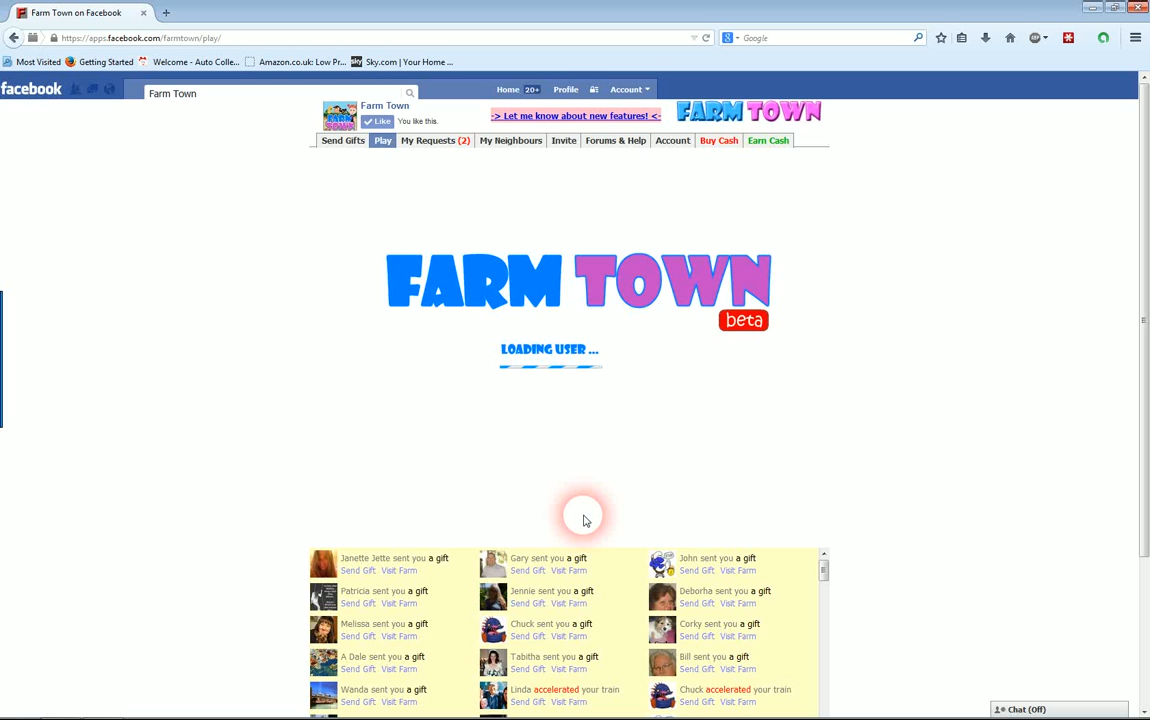 Farm Town on Facebook
https://apps.facebook.com/farmtown/play/
Google
Most Visited
Getting Started
Welcome - Auto Colle...
Amazon.co.uk: Low Pr...
Sky.com | Your Home ...
facebook
Farm Town
Home 20+
Profile
Account
FARM TOWN
Farm Town
Like
You like this.
-> Let me know about new features! <-
FARM TOWN
Send Gifts
Play
My Requests (2)
My Neighbours
Invite
Forums & Help
Account
Buy Cash
Earn Cash
FARM TOWN
beta
LOADING USER ...
Janette Jette sent you a gift
Send Gift Visit Farm
Gary sent you a gift
Send Gift Visit Farm
John sent you a gift
Send Gift Visit Farm
Patricia sent you a gift
Send Gift Visit Farm
Jennie sent you a gift
Send Gift Visit Farm
Deborha sent you a gift
Send Gift Visit Farm
Melissa sent you a gift
Send Gift Visit Farm
Chuck sent you a gift
Send Gift Visit Farm
Corky sent you a gift
Send Gift Visit Farm
A Dale sent you a gift
Send Gift Visit Farm
Tabitha sent you a gift
Send Gift Visit Farm
Bill sent you a gift
Send Gift Visit Farm
Wanda sent you a gift
Send Gift Visit Farm
Linda accelerated your train
Send Gift Visit Farm
Chuck accelerated your train
Send Gift Visit Farm
Chat (Off)